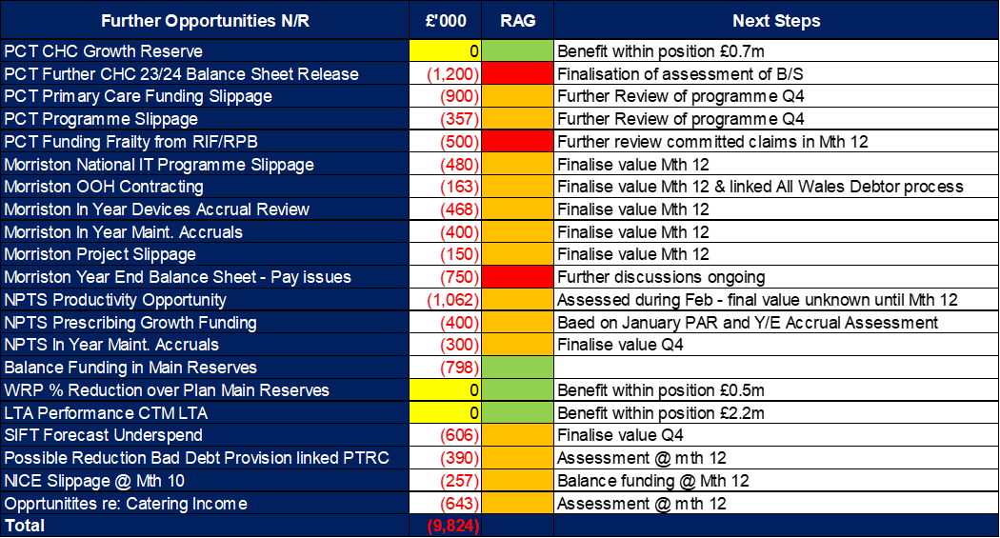 Further Opportunities N/R £'000 RAG Next Steps
PCT CHC Growth Reserve 0 Benefit within position £0.7m
PCT Further CHC 23/24 Balance Sheet Release (1,200) Finalisation of assessment of B/S
PCT Primary Care Funding Slippage (900) Further Review of programme Q4
PCT Programme Slippage (357) Further Review of programme Q4
PCT Funding Frailty from RIF/RPB (500) Further review committed claims in Mth 12
Morriston National IT Programme Slippage (480) Finalise value Mth 12
Morriston OOH Contracting (163) Finalise value Mth 12 & linked All Wales Debtor process
Morriston In Year Devices Accrual Review (468) Finalise value Mth 12
Morriston In Year Maint. Accruals (400) Finalise value Mth 12
Morriston Project Slippage (150) Finalise value Mth 12
Morriston Year End Balance Sheet - Pay issues (750) Further discussions ongoing
NPTS Productivity Opportunity (1,062) Assessed during Feb - final value unknown until Mth 12
NPTS Prescribing Growth Funding (400) Baed on January PAR and Y/E Accrual Assessment
NPTS In Year Maint. Accruals (300) Finalise value Q4
Balance Funding in Main Reserves (798)
WRP % Reduction over Plan Main Reserves 0 Benefit within position £0.5m
LTA Performance CTM LTA 0 Benefit within position £2.2m
SIFT Forecast Underspend (606) Finalise value Q4
Possible Reduction Bad Debt Provision linked PTRC (390) Assessment @ mth 12
NICE Slippage @ Mth 10 (257) Balance funding @ Mth 12
Opprtunitites re: Catering Income (643) Assessment @ mth 12
Total (9,824)